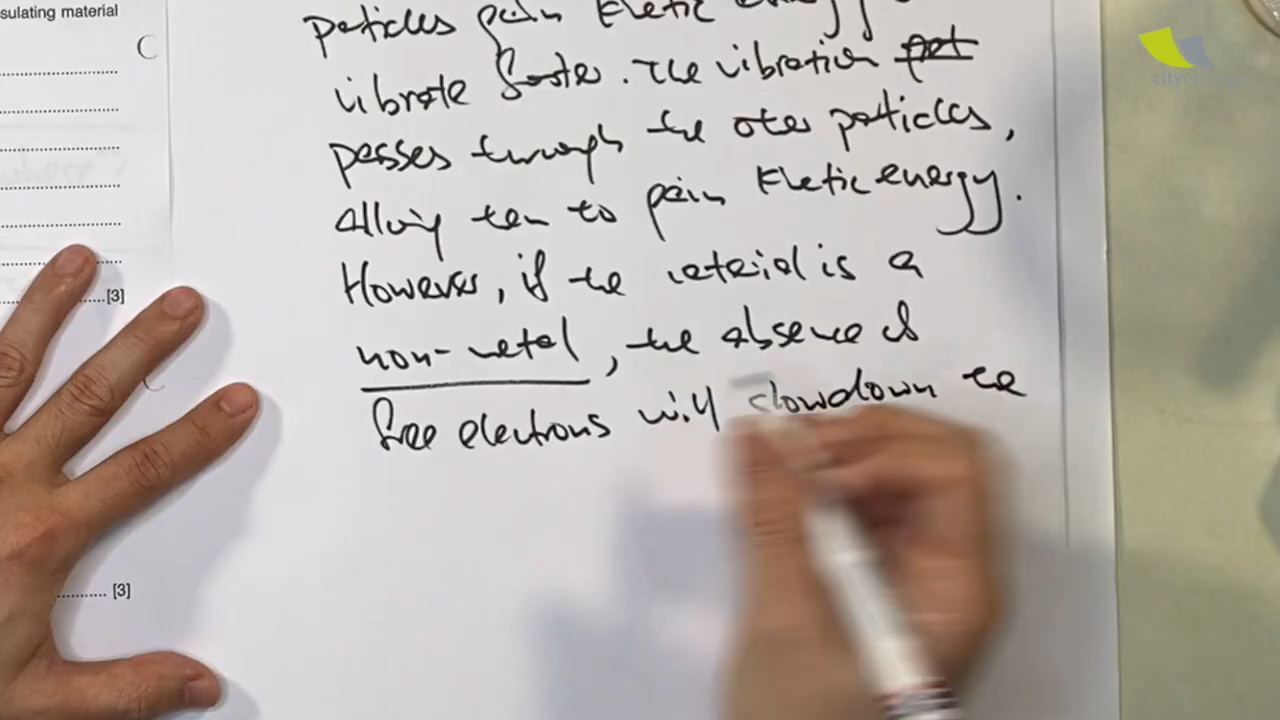 sulating material
particles gain kinetic energy
vibrate faster. The vibration
passes through the other particles,
allowing them to gain kinetic energy.
However, if the material is a
non-metal, the absence of
free electrons will slowdown the
[3]
[3]